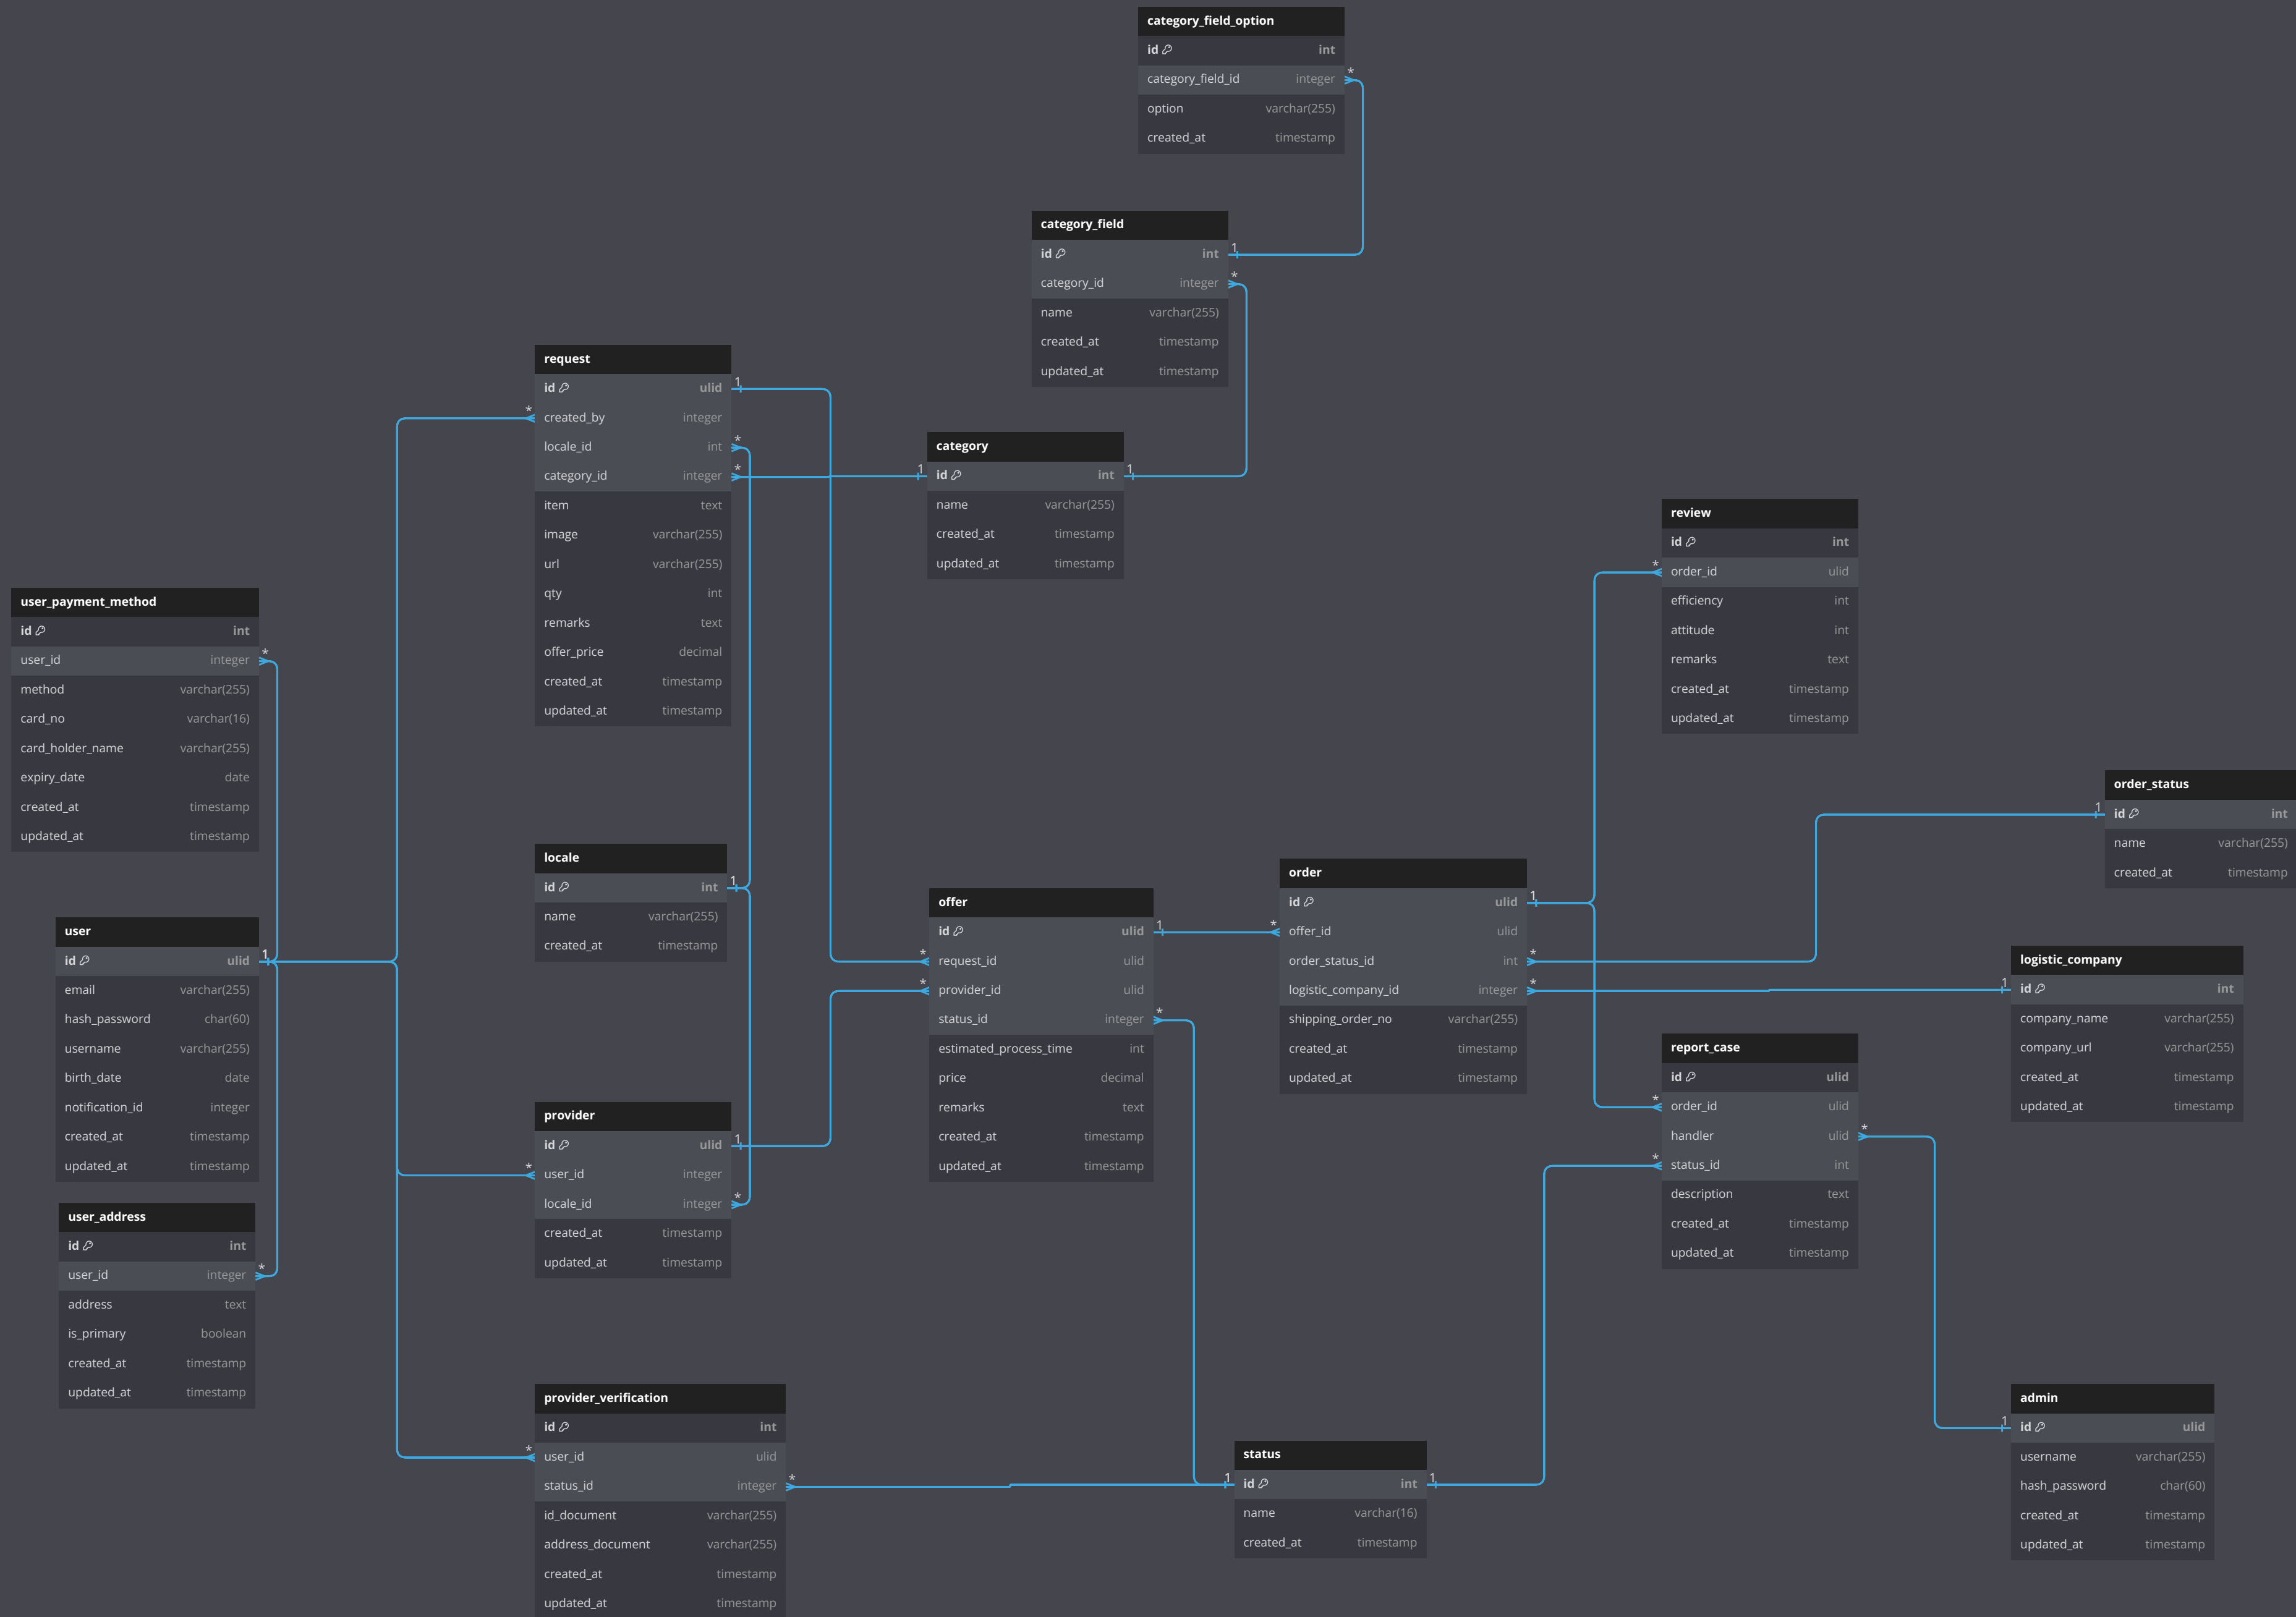 category_field_option
id int
category_field_id integer
option varchar(255)
created_at timestamp
category_field
id int
category_id integer
name varchar(255)
created_at timestamp
updated_at timestamp
request
id ulid
created_by integer
locale_id int
category_id integer
item text
image varchar(255)
url varchar(255)
qty int
remarks text
offer_price decimal
created_at timestamp
updated_at timestamp
category
id int
name varchar(255)
created_at timestamp
updated_at timestamp
review
id int
order_id ulid
efficiency int
attitude int
remarks text
created_at timestamp
updated_at timestamp
user_payment_method
id int
user_id integer
method varchar(255)
card_no varchar(16)
card_holder_name varchar(255)
expiry_date date
created_at timestamp
updated_at timestamp
order_status
id int
name varchar(255)
created_at timestamp
locale
id int
name varchar(255)
created_at timestamp
order
id ulid
offer_id ulid
order_status_id int
logistic_company_id integer
shipping_order_no varchar(255)
created_at timestamp
updated_at timestamp
offer
id ulid
request_id ulid
provider_id ulid
status_id integer
estimated_process_time int
price decimal
remarks text
created_at timestamp
updated_at timestamp
user
id ulid
email varchar(255)
hash_password char(60)
username varchar(255)
birth_date date
notification_id integer
created_at timestamp
updated_at timestamp
logistic_company
id int
company_name varchar(255)
company_url varchar(255)
created_at timestamp
updated_at timestamp
report_case
id ulid
order_id ulid
handler ulid
status_id int
description text
created_at timestamp
updated_at timestamp
provider
id ulid
user_id integer
locale_id integer
created_at timestamp
updated_at timestamp
user_address
id int
user_id integer
address text
is_primary boolean
created_at timestamp
updated_at timestamp
provider_verification
id int
user_id ulid
status_id integer
id_document varchar(255)
address_document varchar(255)
created_at timestamp
updated_at timestamp
status
id int
name varchar(16)
created_at timestamp
admin
id ulid
username varchar(255)
hash_password char(60)
created_at timestamp
updated_at timestamp